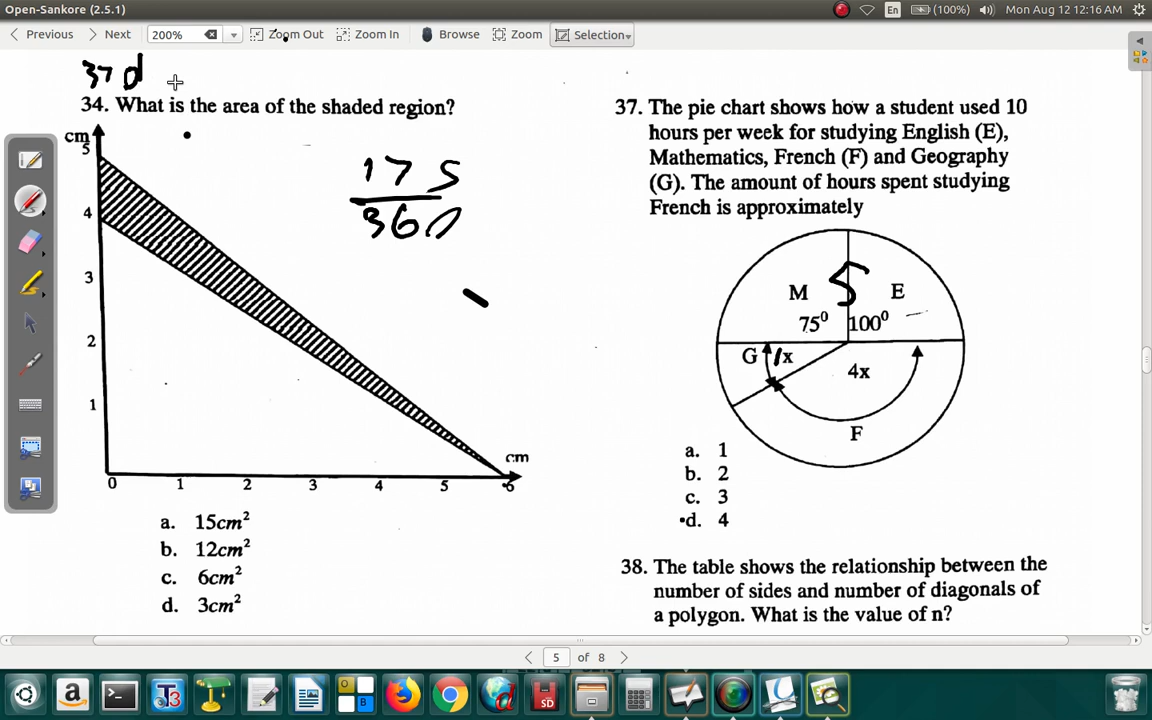 Open-Sankore (2.5.1)
En (100%) Mon Aug 12 12:16 AM
Previous Next 200% Zoom Out Zoom In Browse Zoom Selection
37 d
34. What is the area of the shaded region?
cm
5
4
3
2
1
0 1 2 3 4 5 6
cm
175
360
a. 15cm²
b. 12cm²
c. 6cm²
d. 3cm²
37. The pie chart shows how a student used 10
hours per week for studying English (E),
Mathematics, French (F) and Geography
(G). The amount of hours spent studying
French is approximately
M 5 E
75⁰ 100⁰
G 1x
4x
F
a. 1
b. 2
c. 3
d. 4
38. The table shows the relationship between the
number of sides and number of diagonals of
a polygon. What is the value of n?
5 of 8
SD